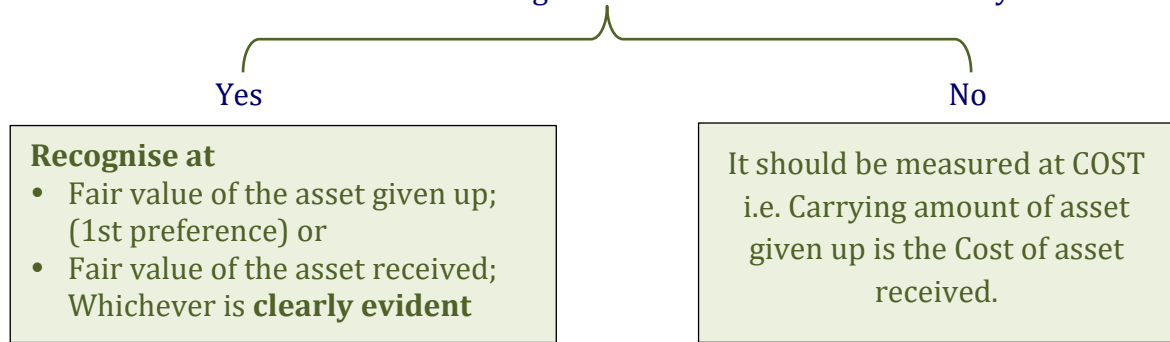 Yes
No
Recognise at
• Fair value of the asset given up;
(1st preference) or
• Fair value of the asset received;
Whichever is clearly evident
It should be measured at COST
i.e. Carrying amount of asset
given up is the Cost of asset
received.